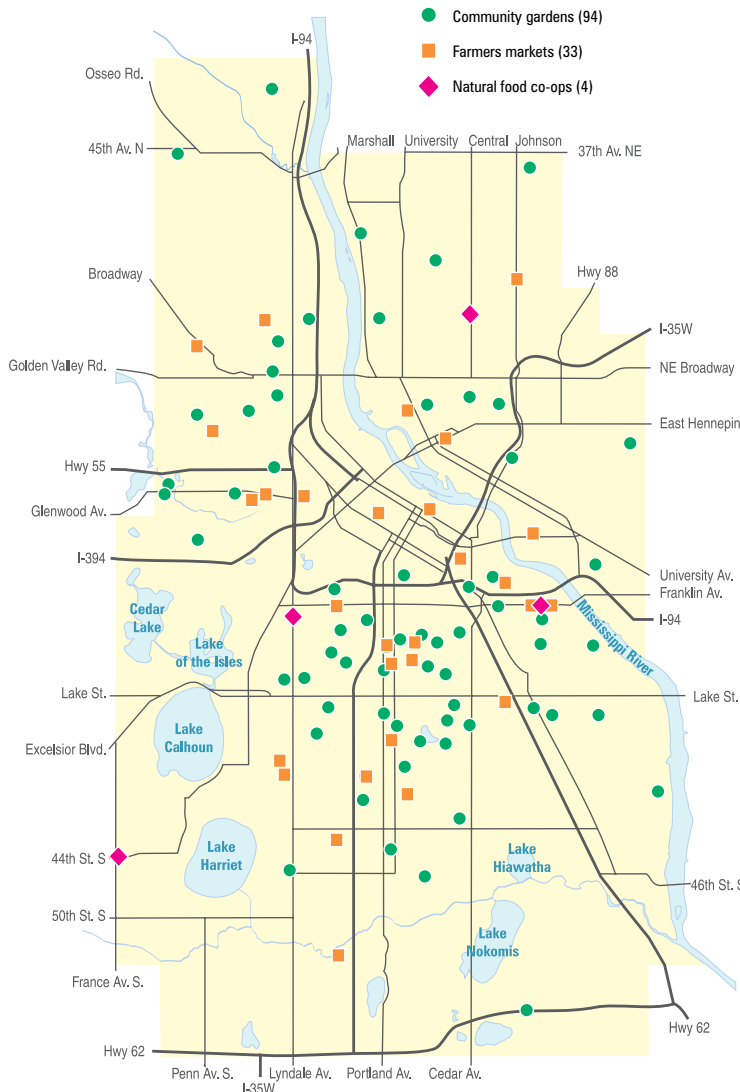 Community gardens (94)
Farmers markets (33)
Natural food co-ops (4)
I-94
Osseo Rd.
45th Av. N
Marshall
University
Central
Johnson
37th Av. NE
Hwy 88
Broadway
I-35W
Golden Valley Rd.
NE Broadway
East Hennepin
Hwy 55
Glenwood Av.
I-394
University Av.
Franklin Av.
I-94
Cedar
Lake
Lake
of the Isles
Mississippi River
Lake St.
Lake St.
Excelsior Blvd.
Lake
Calhoun
44th St. S
Lake
Harriet
Lake
Hiawatha
46th St. S
50th St. S
Lake
Nokomis
France Av. S.
Hwy 62
Hwy 62
Penn Av. S.
I-35W
Lyndale Av.
Portland Av.
Cedar Av.